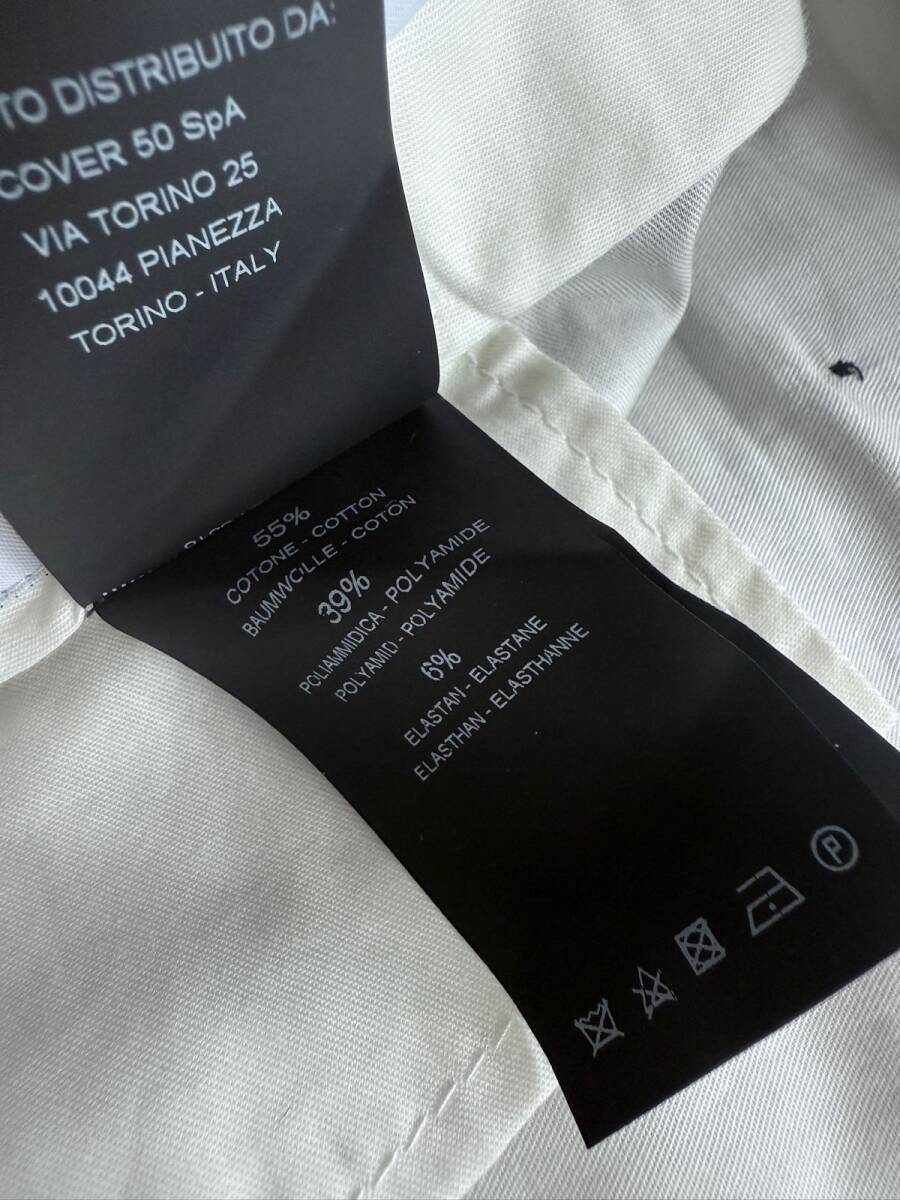 TO DISTRIBUITO DA:
COVER 50 SpA
VIA TORINO 25
10044 PIANEZZA
TORINO - ITALY
55%
COTONE - COTTON
BAUMWOLLE - COTON
39%
POLIAMMIDICA - POLYAMIDE
POLYAMID - POLYAMIDE
6%
ELASTAN - ELASTANE
ELASTHAN - ELASTHANNE
P